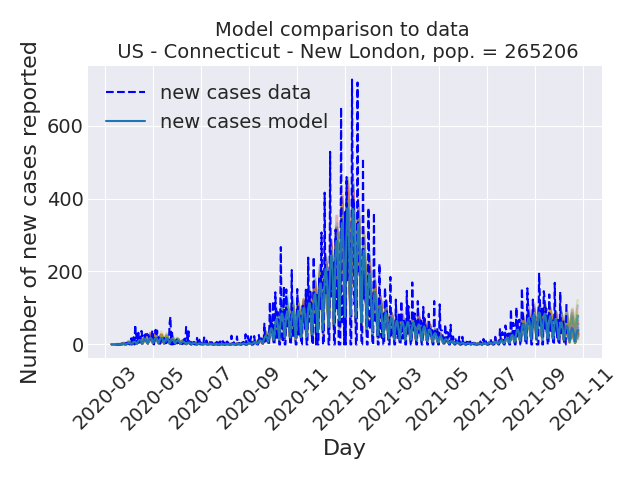 Model comparison to data
US - Connecticut - New London, pop. = 265206
Number of new cases reported
new cases data
new cases model
600
400
200
0
2020-03
2020-05
2020-07
2020-09
2020-11
2021-01
2021-03
2021-05
2021-07
2021-09
2021-11
Day